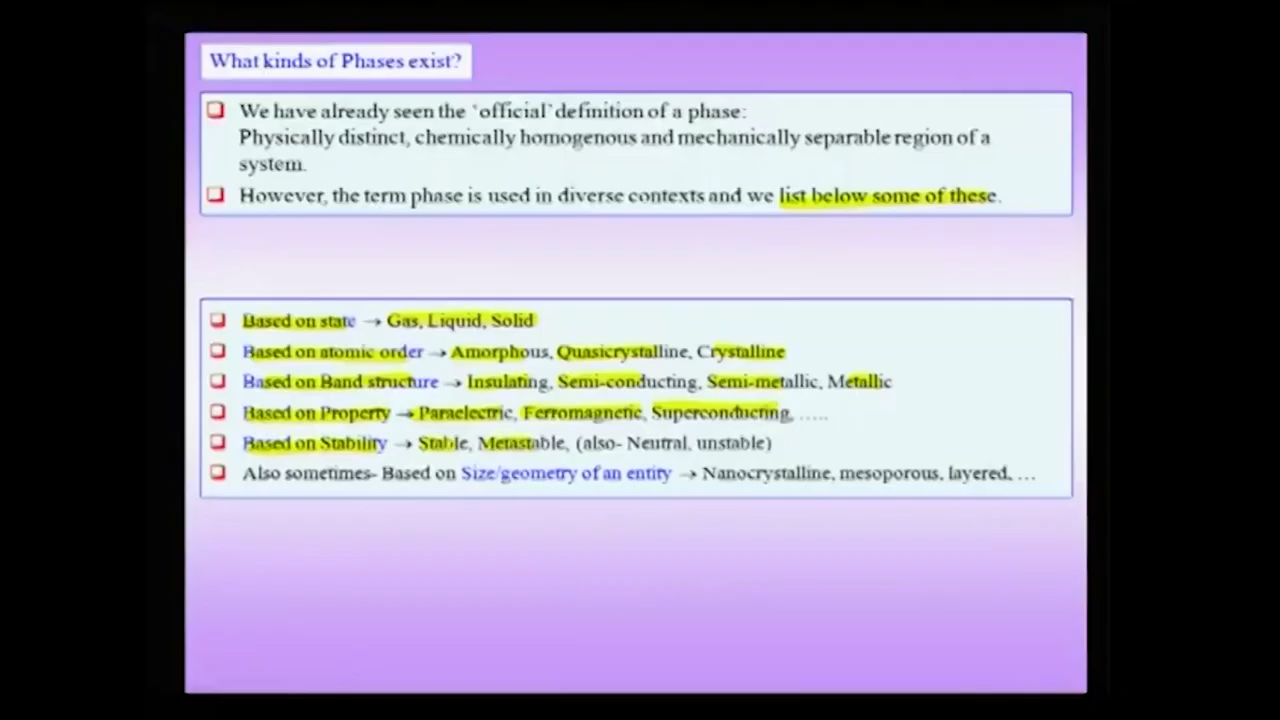 What kinds of Phases exist?
❑ We have already seen the 'official' definition of a phase:
Physically distinct, chemically homogenous and mechanically separable region of a
system.
❑ However, the term phase is used in diverse contexts and we list below some of these.
❑ Based on state → Gas, Liquid, Solid
❑ Based on atomic order → Amorphous, Quasicrystalline, Crystalline
❑ Based on Band structure → Insulating, Semi-conducting, Semi-metallic, Metallic
❑ Based on Property → Paraelectric, Ferromagnetic, Superconducting, …..
❑ Based on Stability → Stable, Metastable, (also- Neutral, unstable)
❑ Also sometimes- Based on Size/geometry of an entity → Nanocrystalline, mesoporous, layered, …